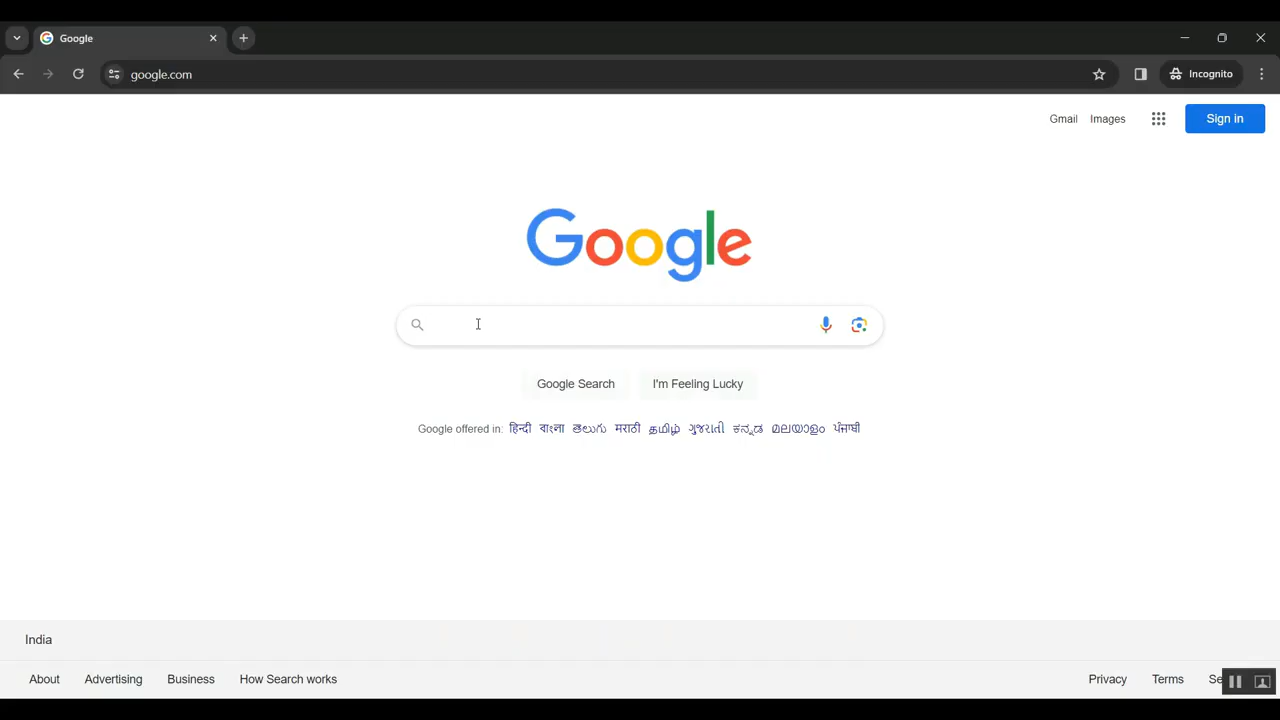 Google
google.com
Incognito
Gmail Images Sign in
Google
Google Search I'm Feeling Lucky
Google offered in: हिन्दी বাংলা తెలుగు मराठी தமிழ் ગુજરાતી ಕನ್ನಡ മലയാളം ਪੰਜਾਬੀ
India
About Advertising Business How Search works Privacy Terms Se